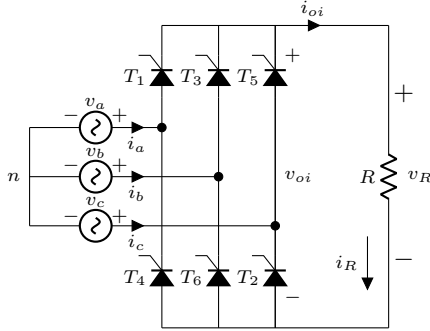 i_{oi}
T_1 T_3 T_5 +
+
− v_a +
i_a
− v_b +
n i_b v_{oi} R v_R
− v_c +
i_c
i_R −
T_4 T_6 T_2 −